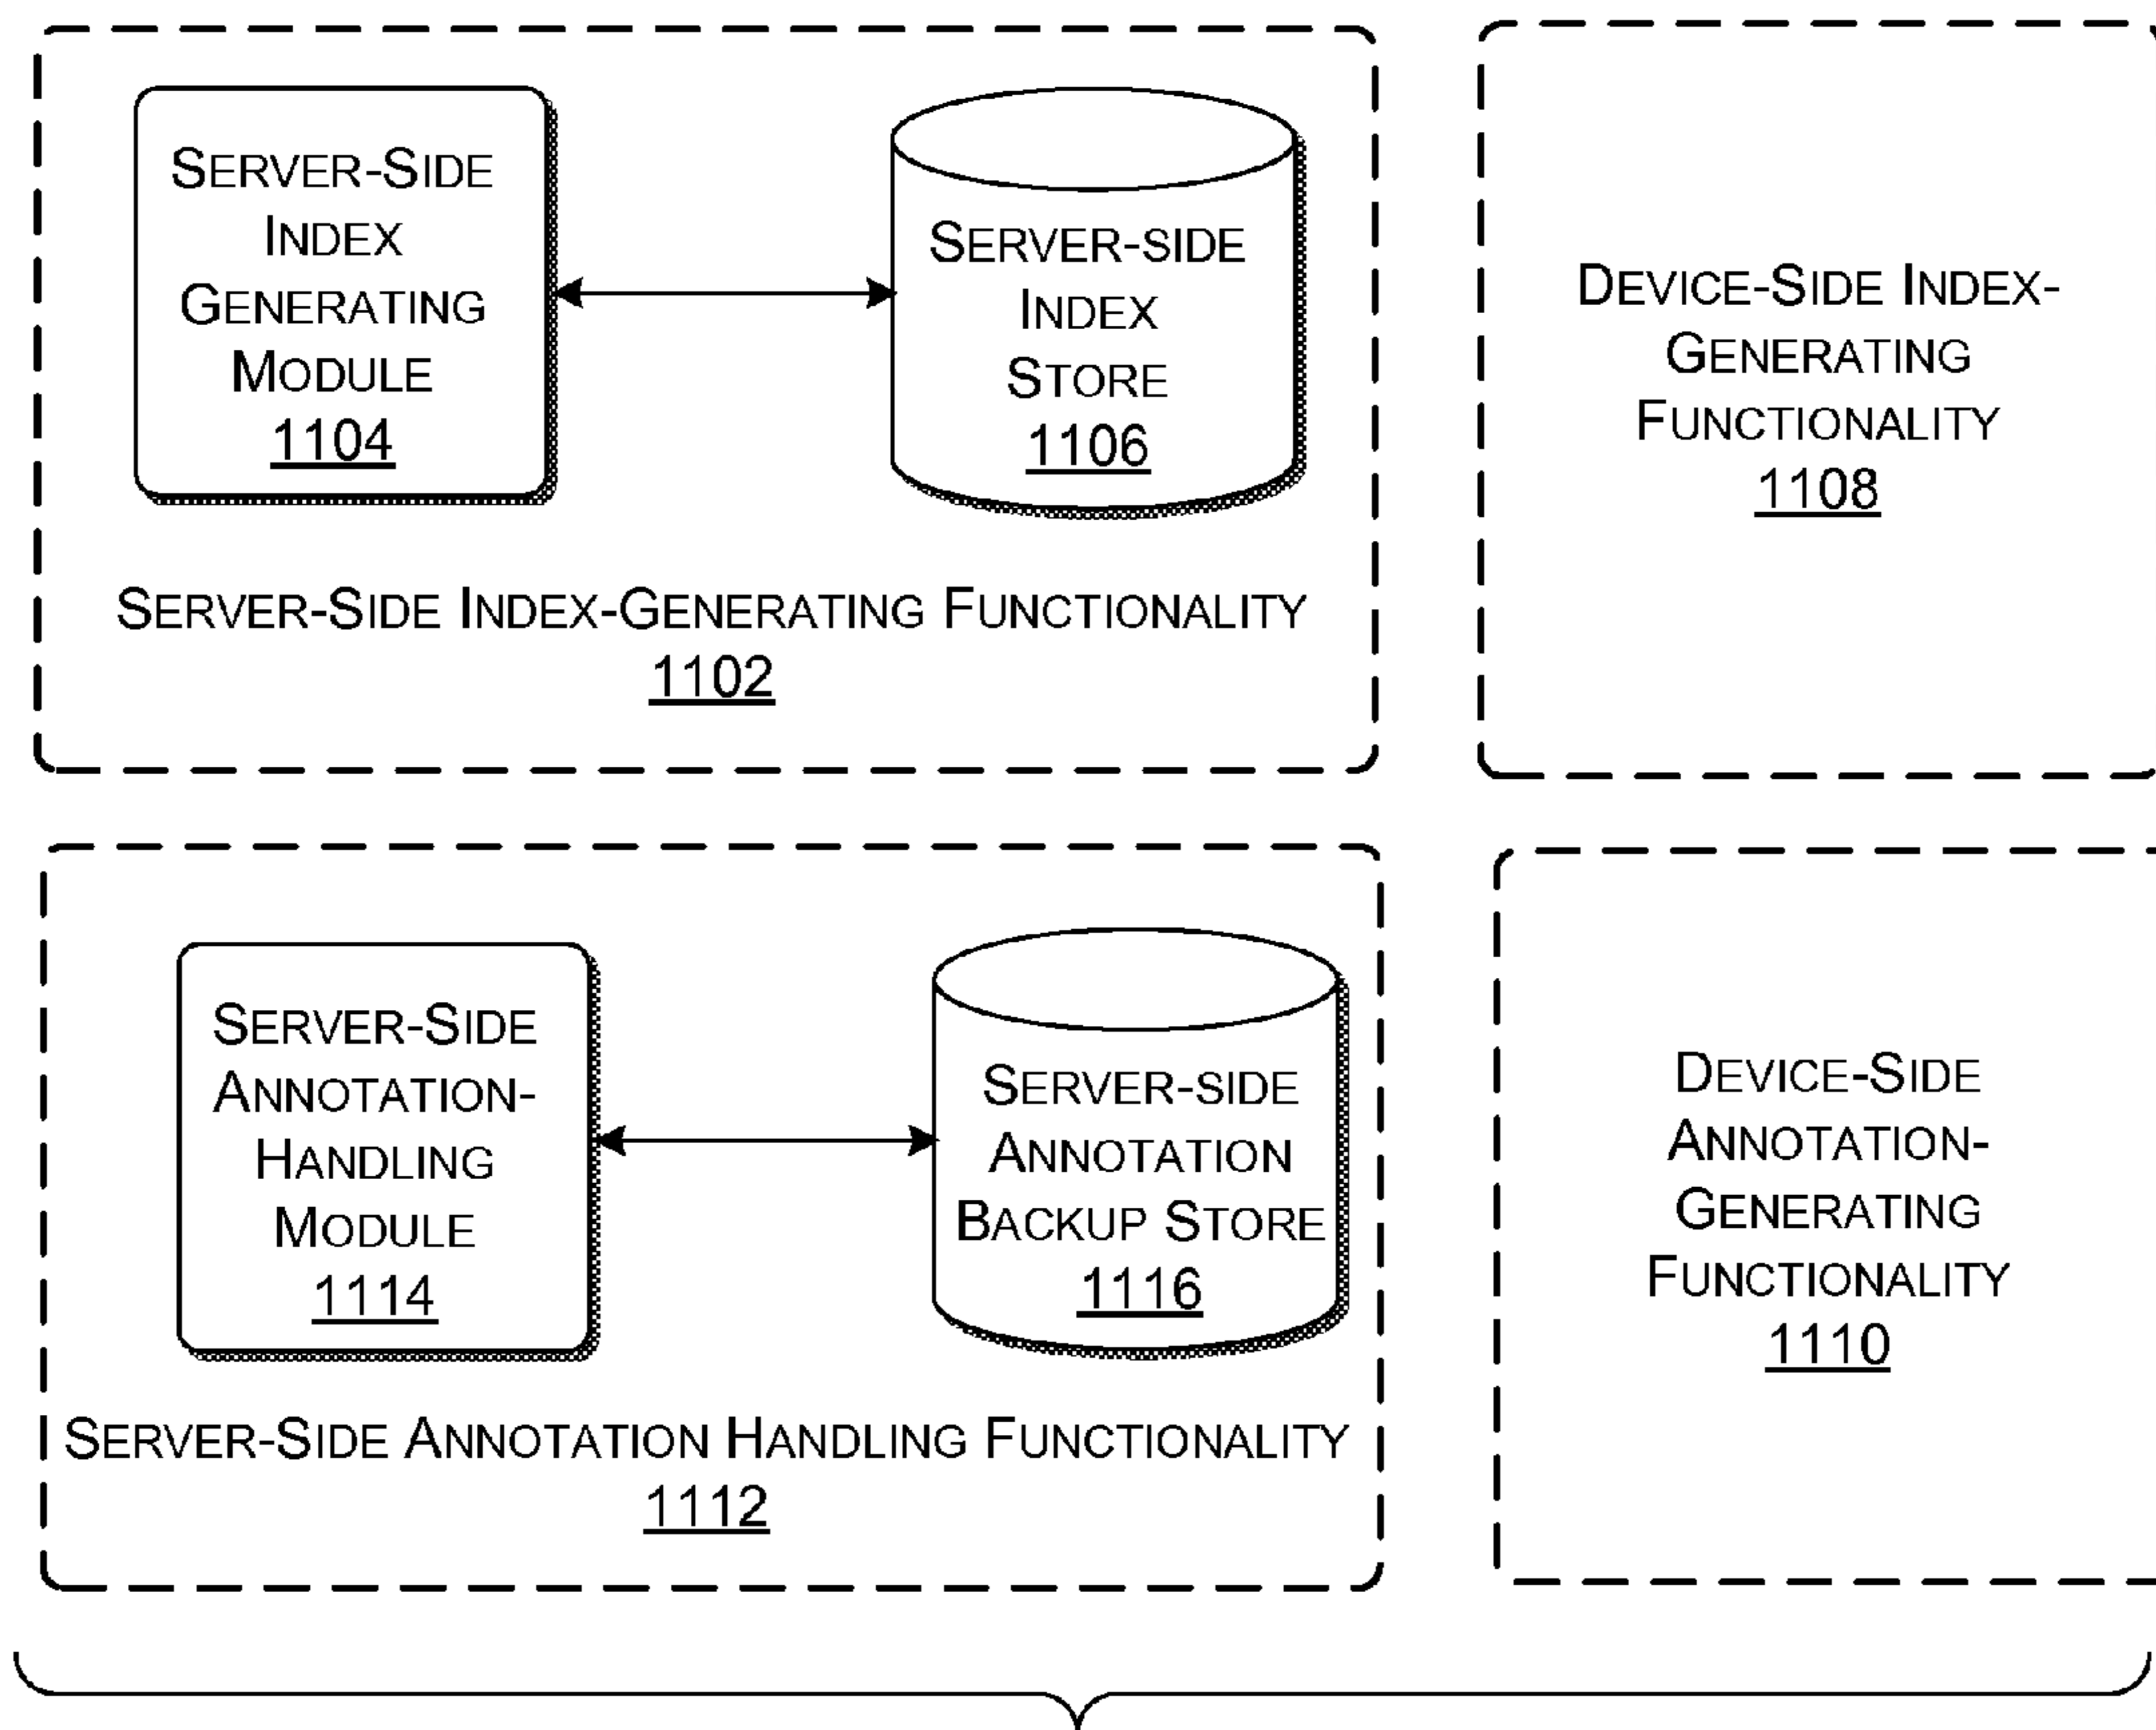 SERVER-SIDE
INDEX
GENERATING
MODULE
1104
SERVER-SIDE
INDEX
STORE
1106
SERVER-SIDE INDEX-GENERATING FUNCTIONALITY
1102
DEVICE-SIDE INDEX-
GENERATING
FUNCTIONALITY
1108
SERVER-SIDE
ANNOTATION-
HANDLING
MODULE
1114
SERVER-SIDE
ANNOTATION
BACKUP STORE
1116
SERVER-SIDE ANNOTATION HANDLING FUNCTIONALITY
1112
DEVICE-SIDE
ANNOTATION-
GENERATING
FUNCTIONALITY
1110